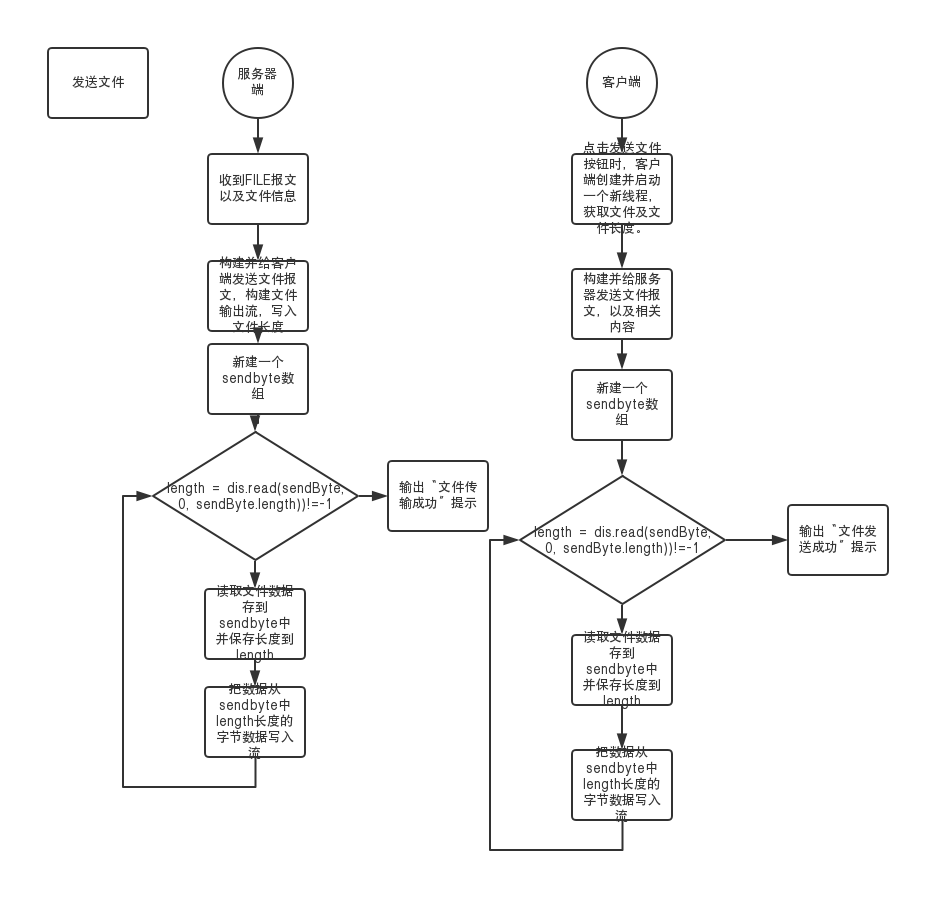 发送文件
服务器
端
收到FILE报文
以及文件信息
构建并给客户
端发送文件报
文，构建文件
输出流，写入
文件长度
新建一个
sendbyte数
组
length = dis.read(sendByte,
0, sendByte.length))!=-1
输出“文件传
输成功”提示
读取文件数据
存到
sendbyte中
并保存长度到
length
把数据从
sendbyte中
length长度的
字节数据写入
流
客户端
点击发送文件
按钮时，客户
端创建并启动
一个新线程，
获取文件及文
件长度。
构建并给服务
器发送文件报
文，以及相关
内容
新建一个
sendbyte数
组
length = dis.read(sendByte,
0, sendByte.length))!=-1
输出“文件发
送成功”提示
读取文件数据
存到
sendbyte中
并保存长度到
length
把数据从
sendbyte中
length长度的
字节数据写入
流